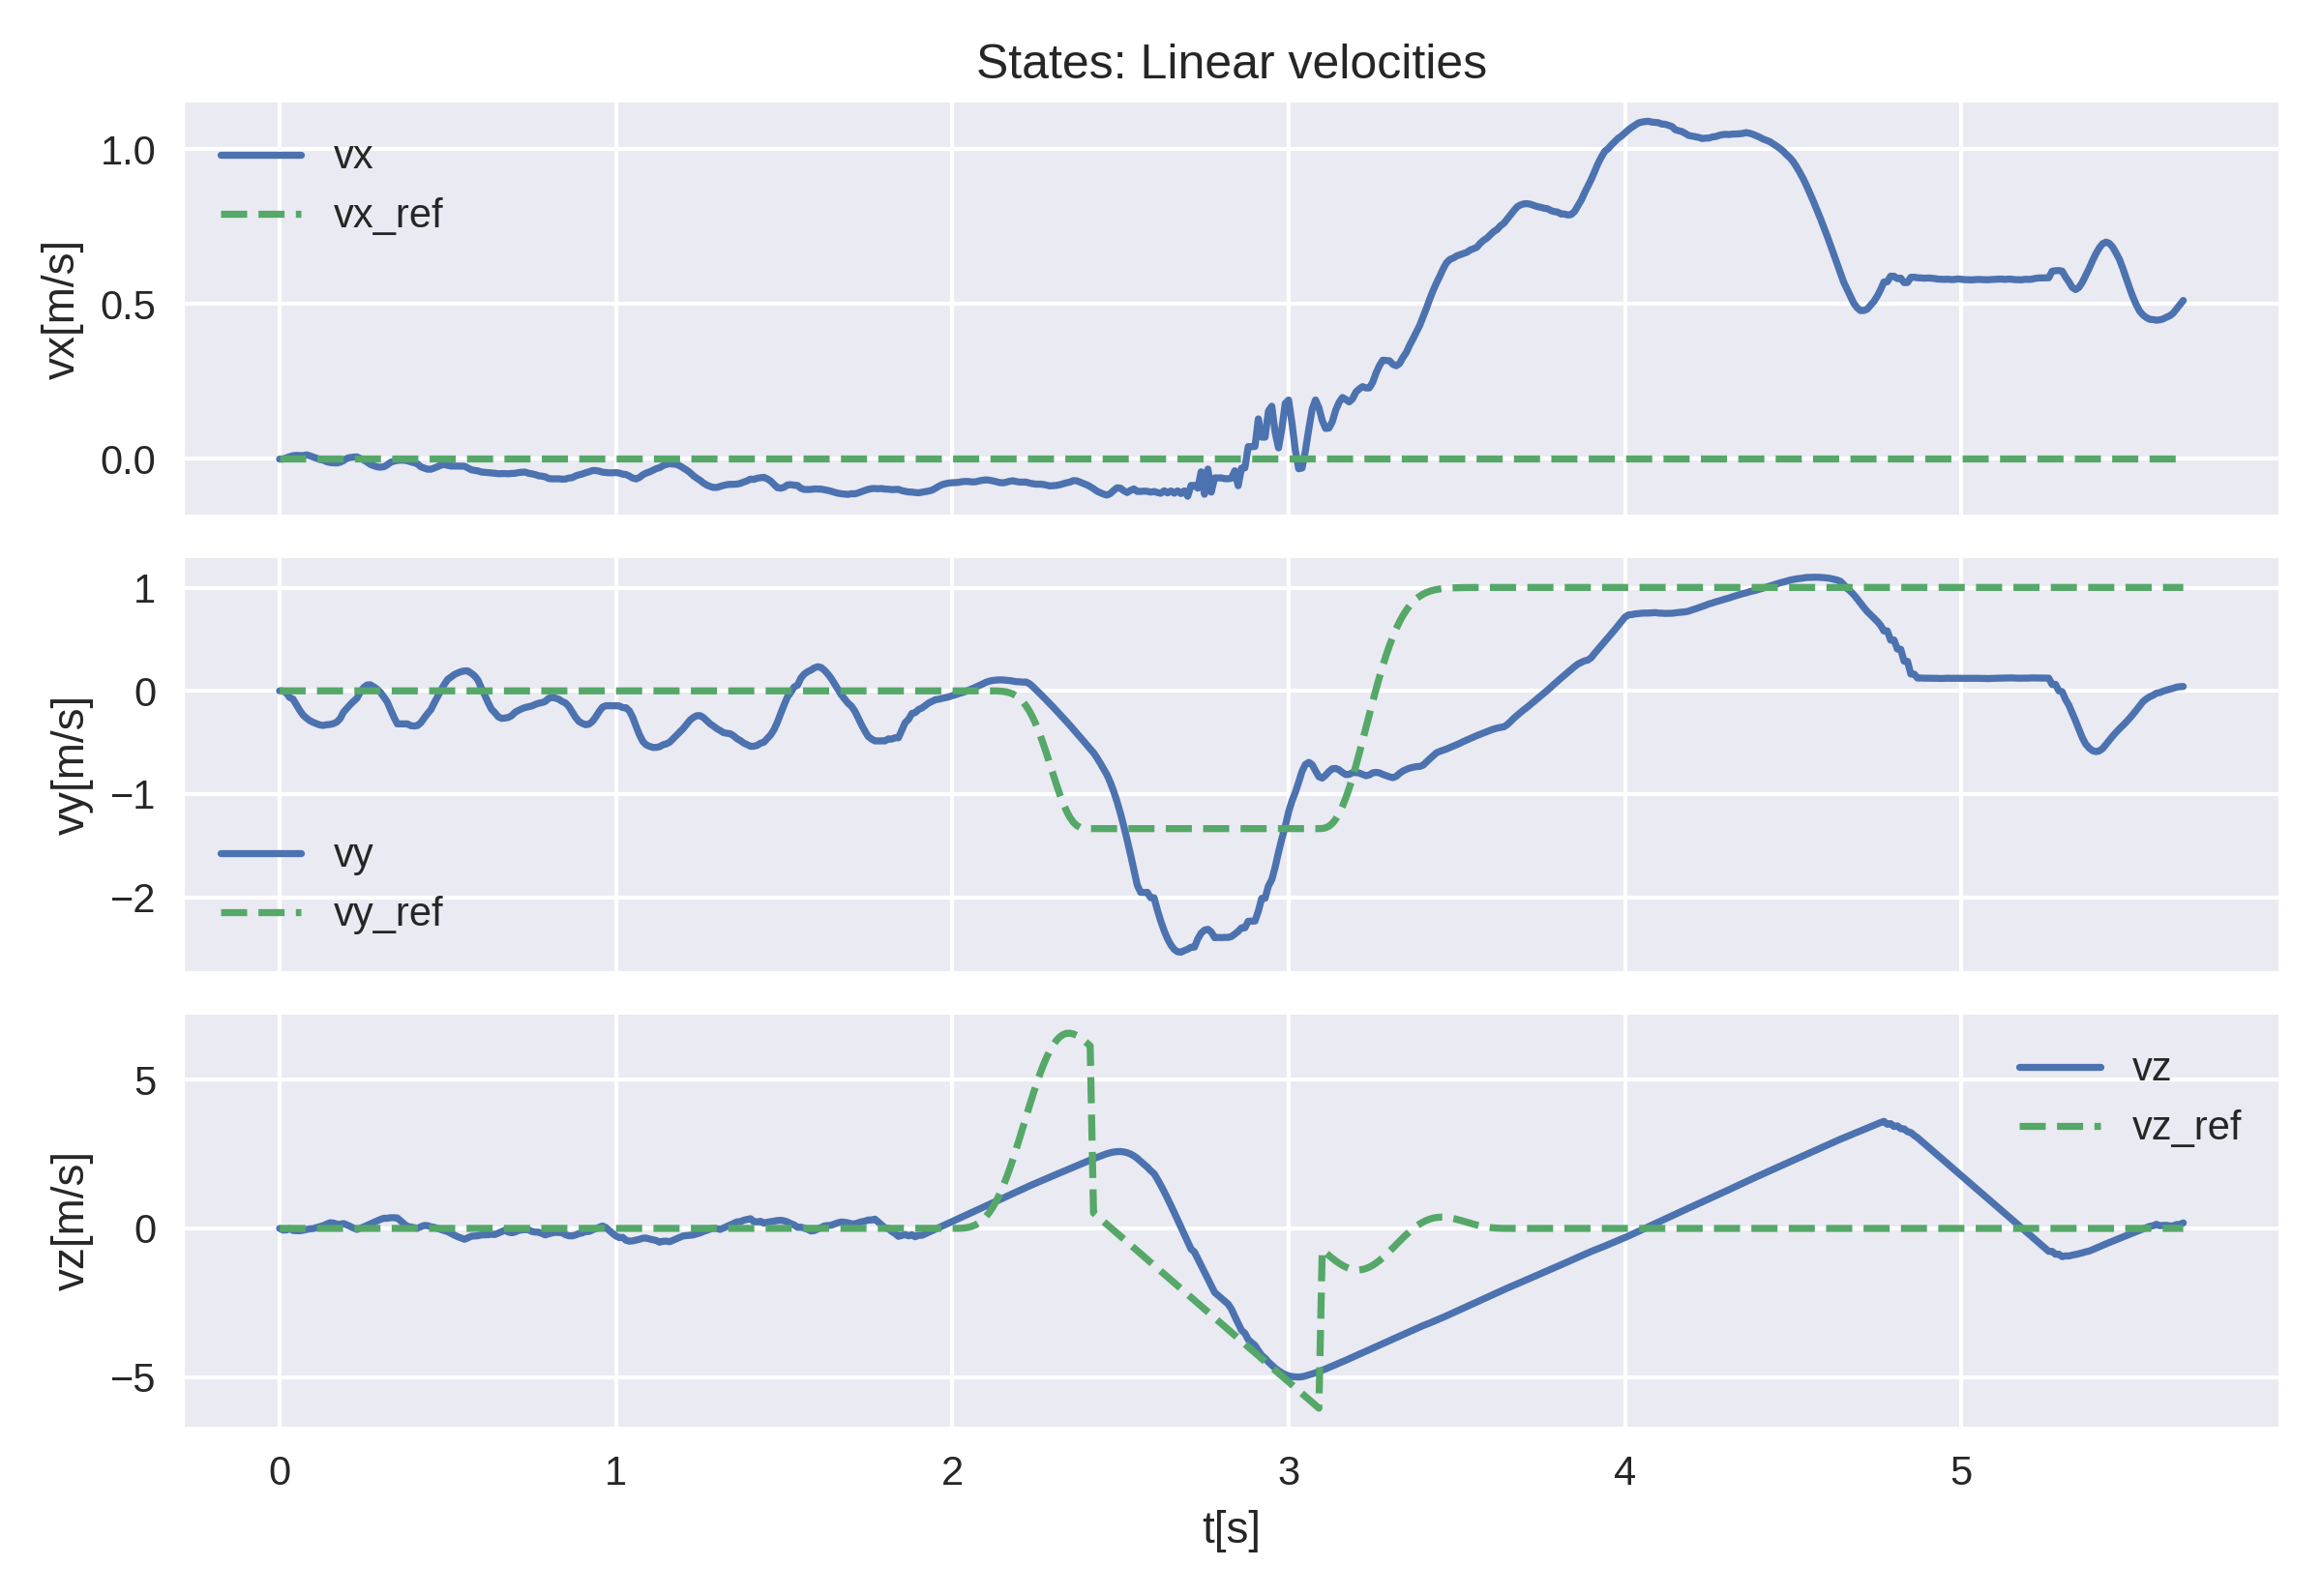 States: Linear velocities
vx[m/s]
1.0
0.5
0.0
vx
vx_ref
vy[m/s]
1
0
−1
−2
vy
vy_ref
vz[m/s]
5
0
−5
vz
vz_ref
0 1 2 3 4 5
t[s]